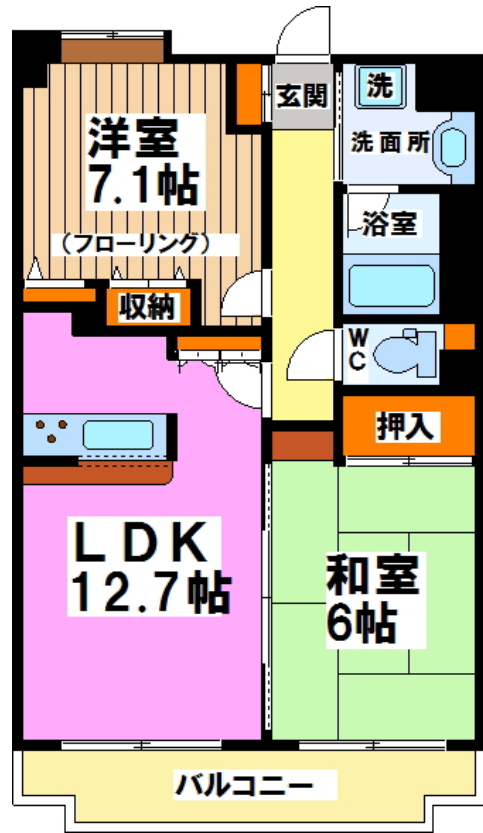 玄関
洗
洗面所
洋室
7.1帖
(フローリング)
浴室
収納
WC
押入
LDK
12.7帖
和室
6帖
バルコニー